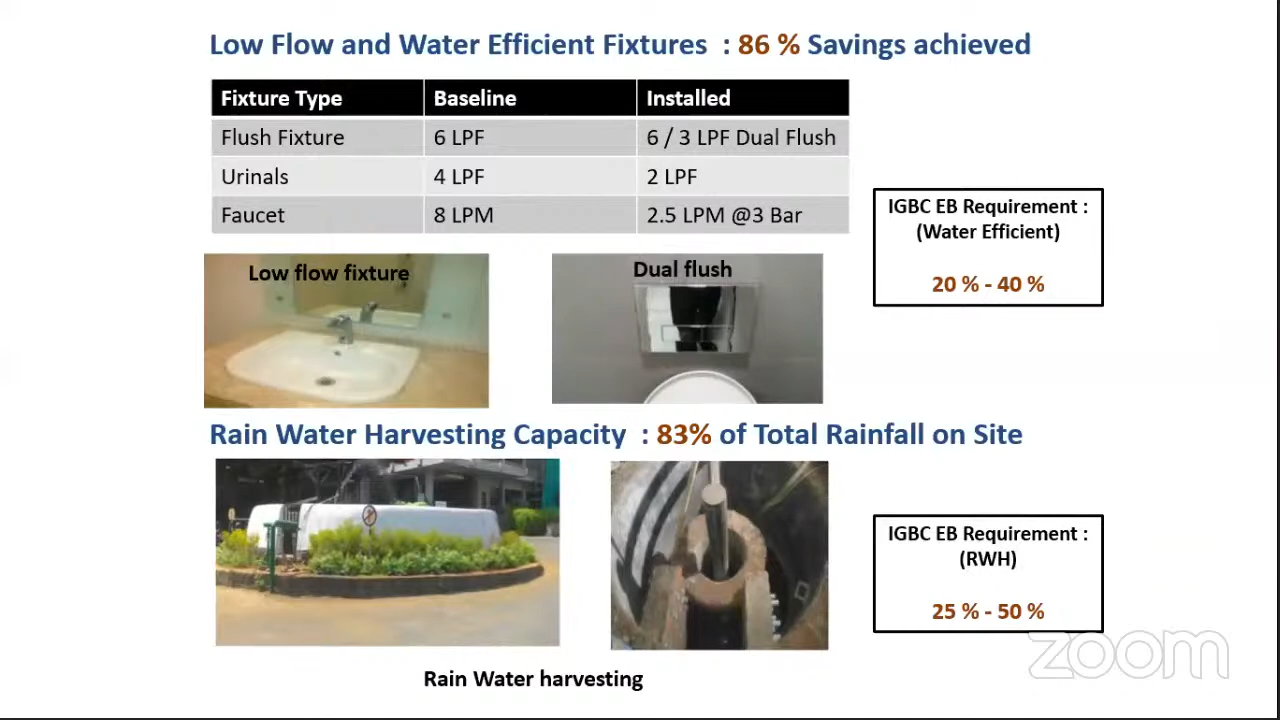 Low Flow and Water Efficient Fixtures : 86 % Savings achieved
Fixture Type Baseline Installed
Flush Fixture 6 LPF 6 / 3 LPF Dual Flush
Urinals 4 LPF 2 LPF
Faucet 8 LPM 2.5 LPM @3 Bar
IGBC EB Requirement :
(Water Efficient)
20 % - 40 %
Low flow fixture
Dual flush
Rain Water Harvesting Capacity : 83% of Total Rainfall on Site
IGBC EB Requirement :
(RWH)
25 % - 50 %
Rain Water harvesting
zoom